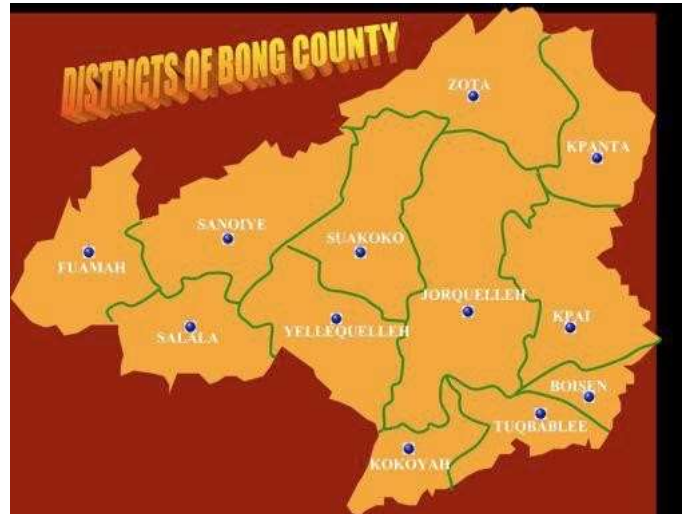 DISTRICTS OF BONG COUNTY
ZOTA
KPANTA
SANOIYE
SUAKOKO
FUAMAH
JORQUELLEH
SALALA
YELLEQUELLEH
KPAI
BOISEN
TUQBABLEE
KOKOYAH